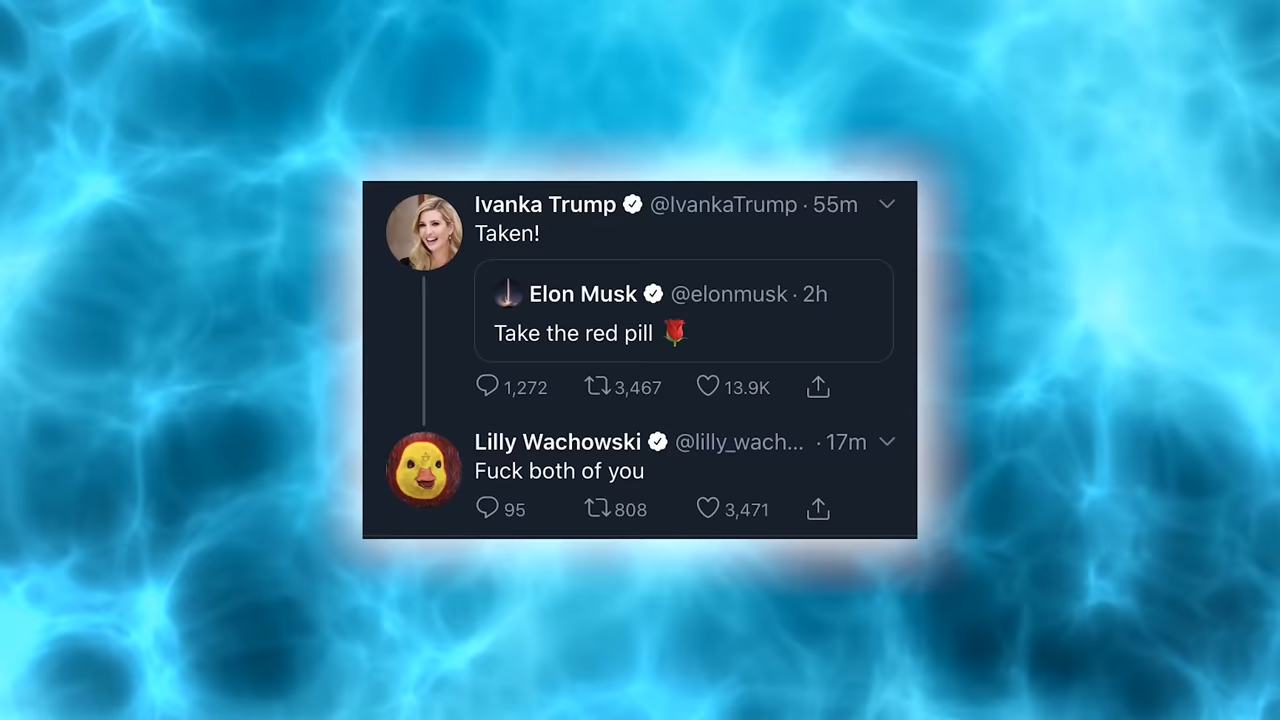 Ivanka Trump @IvankaTrump · 55m
Taken!
Elon Musk @elonmusk · 2h
Take the red pill 🌹
1,272 3,467 13.9K
Lilly Wachowski @lilly_wach... · 17m
Fuck both of you
95 808 3,471